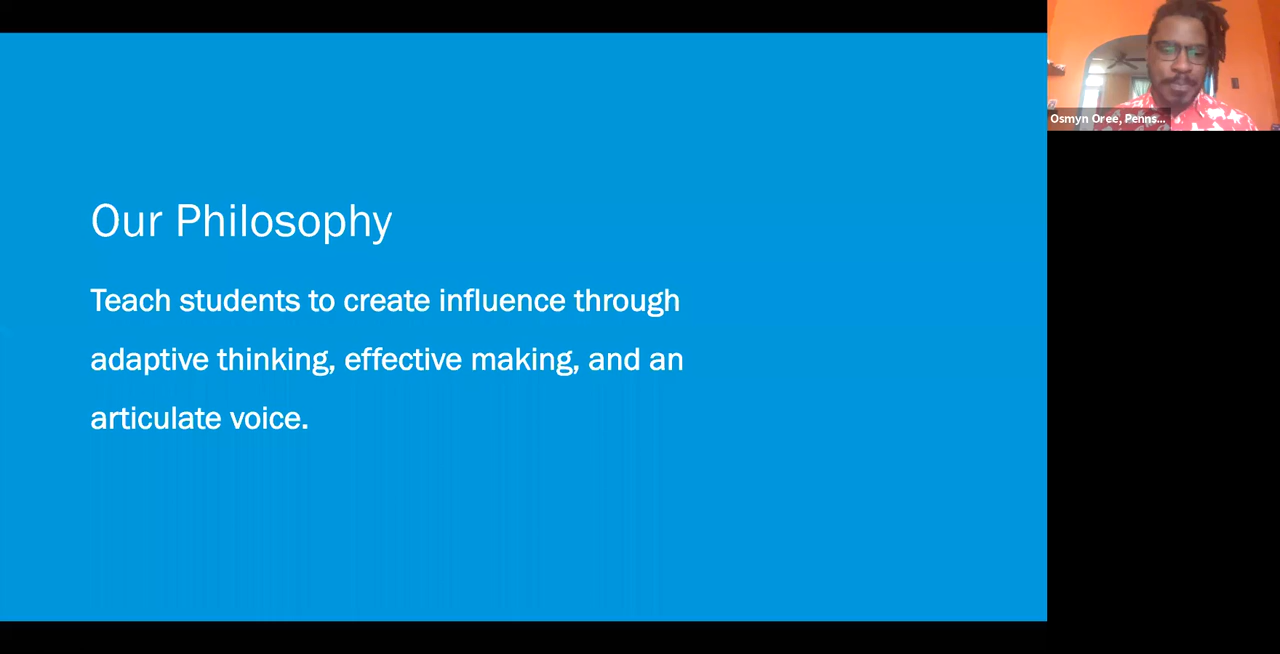 Our Philosophy
Teach students to create influence through
adaptive thinking, effective making, and an
articulate voice.
Osmyn Oree, Penns...